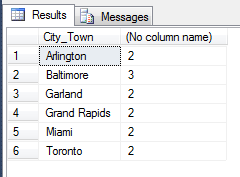 Results Messages
City_Town (No column name)
1 Arlington 2
2 Baltimore 3
3 Garland 2
4 Grand Rapids 2
5 Miami 2
6 Toronto 2